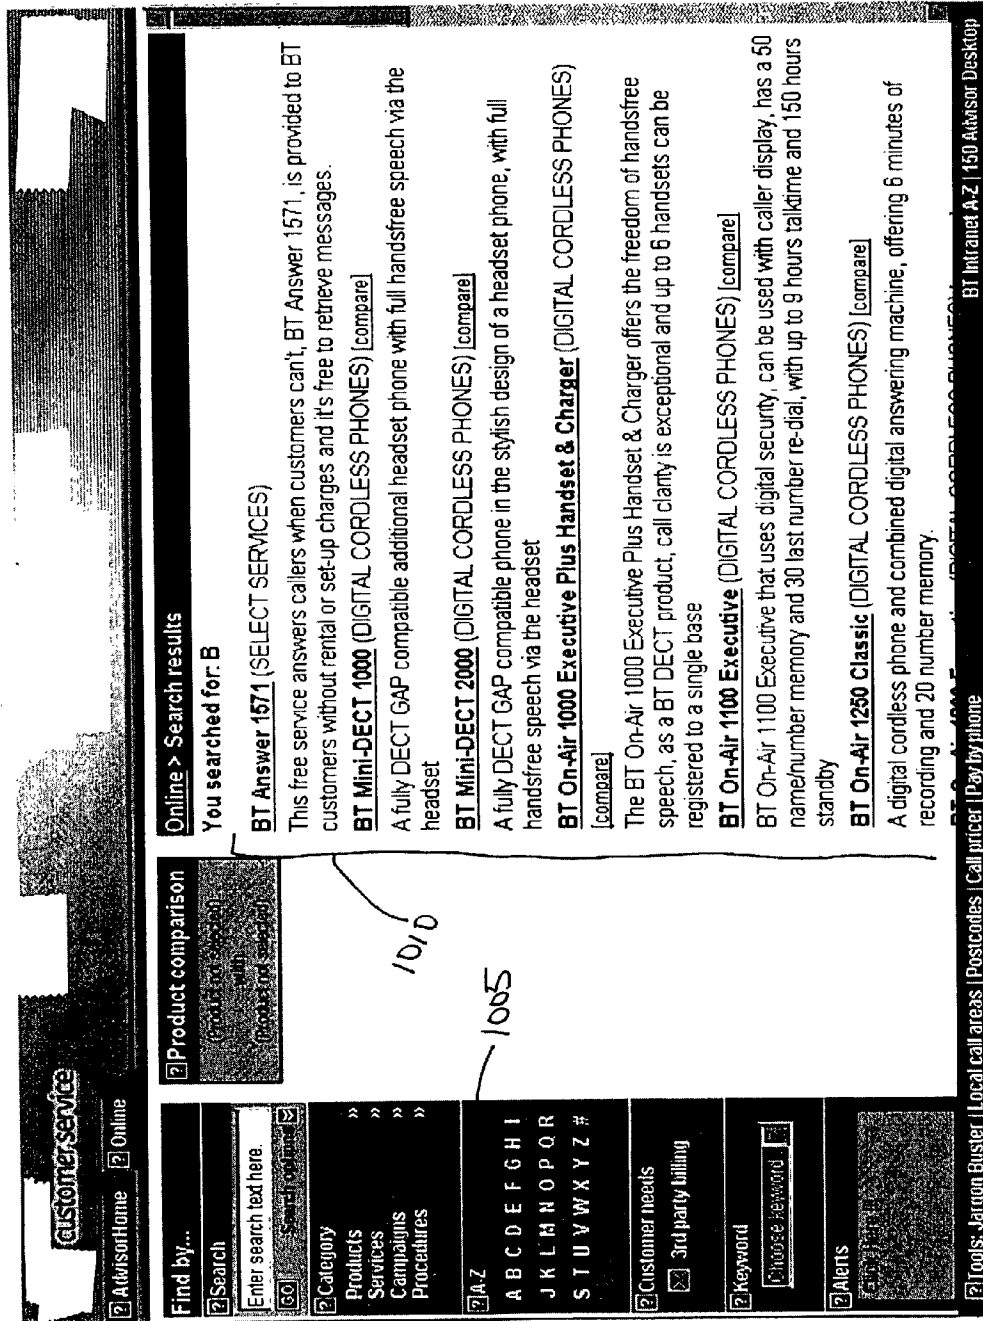 customer.service
? AdvisorHome ? Online
Find by...
? Search
Enter search text here.
GO Search options
? Category
Products »
Services »
Campaigns »
Procedures »
? A-Z
A B C D E F G H I
J K L M N O P Q R
S T U V W X Y Z #
? Customer needs
3rd party billing
? Keyword
Choose keyword
? Alerts
? Product comparison
(Product not selected)
with
(Product not selected)
1005
1010
Online > Search results
You searched for: B
BT Answer 1571 (SELECT SERVICES)
This free service answers callers when customers can't, BT Answer 1571, is provided to BT
customers without rental or set-up charges and it's free to retrieve messages.
BT Mini-DECT 1000 (DIGITAL CORDLESS PHONES) [compare]
A fully DECT GAP compatible additional headset phone with full handsfree speech via the
headset
BT Mini-DECT 2000 (DIGITAL CORDLESS PHONES) [compare]
A fully DECT GAP compatible phone in the stylish design of a headset phone, with full
handsfree speech via the headset
BT On-Air 1000 Executive Plus Handset & Charger (DIGITAL CORDLESS PHONES)
[compare]
The BT On-Air 1000 Executive Plus Handset & Charger offers the freedom of handsfree
speech, as a BT DECT product, call clarity is exceptional and up to 6 handsets can be
registered to a single base
BT On-Air 1100 Executive (DIGITAL CORDLESS PHONES) [compare]
BT On-Air 1100 Executive that uses digital security, can be used with caller display, has a 50
name/number memory and 30 last number re-dial, with up to 9 hours talktime and 150 hours
standby
BT On-Air 1250 Classic (DIGITAL CORDLESS PHONES) [compare]
A digital cordless phone and combined digital answering machine, offering 6 minutes of
recording and 20 number memory.
? Tools: Jargon Buster | Local call areas | Postcodes | Call pricer | Pay by phone BT Intranet A-Z | 150 Advisor Desktop